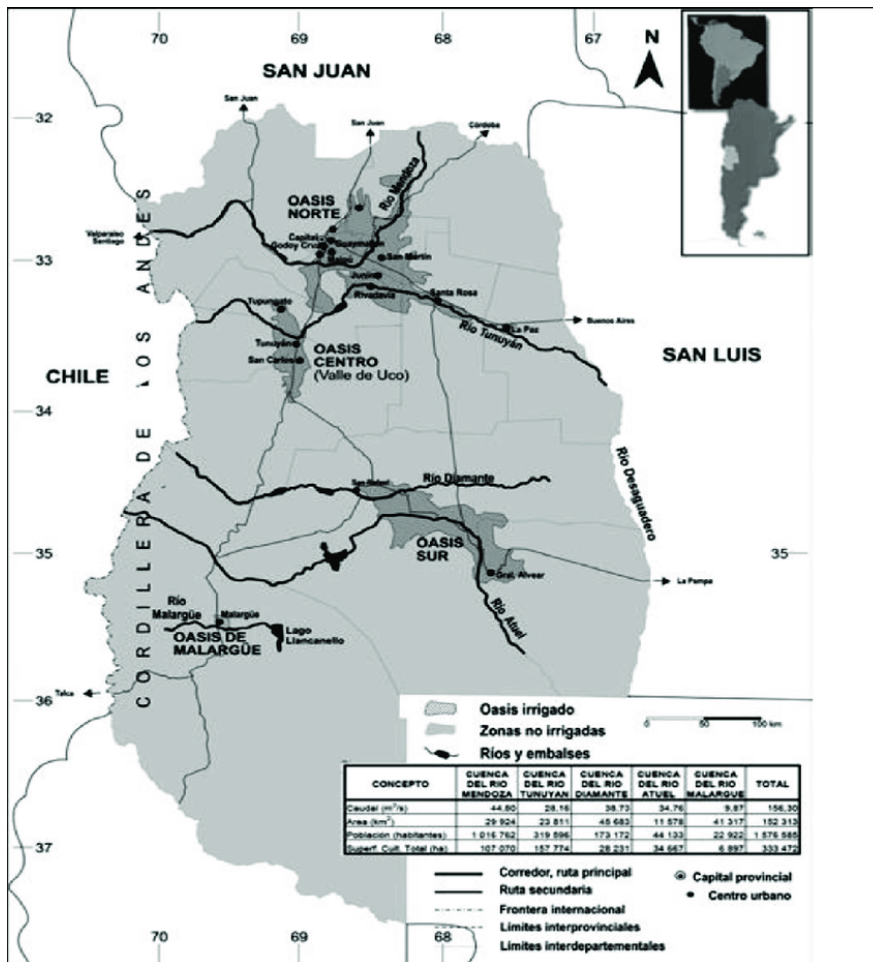 70 69 68 67
N
SAN JUAN
32
San Juan
San Juan
Córdoba
OASIS
NORTE
Río Mendoza
Valparaíso
Santiago
Capital
Godoy Cruz
Guaymallén
San Martín
33
Junín
Rivadavia
Santa Rosa
Tupungato
Río Tunuyán
La Paz
Buenos Aires
Tunuyán
San Carlos
OASIS
CENTRO
(Valle de Uco)
SAN LUIS
CHILE
CORDILLERA DE LOS ANDES
34
Río Diamante
San Rafael
Río Desaguadero
35
35
OASIS
SUR
Gral. Alvear
La Pampa
Río Atuel
Río
Malargüe
Malargüe
OASIS DE
MALARGÜE
Lago
Llancanello
Talca
36
Oasis irrigado
0 50 100 km
Zonas no irrigadas
Ríos y embalses
CONCEPTO CUENCA DEL RIO MENDOZA CUENCA DEL RIO TUNUYAN CUENCA DEL RIO DIAMANTE CUENCA DEL RIO ATUEL CUENCA DEL RIO MALARGUE TOTAL
Caudal (m³/s) 44.80 28.16 38.73 34.76 9.87 156,30
Area (km²) 29 924 23 811 45 683 11 578 41 317 152 313
Población (habitantes) 1 016 762 319 596 173 172 44 133 22 922 1 576 585
Superf. Cult. Total (ha) 107 070 157 774 28 231 34 667 6 897 333 472
37
Corredor, ruta principal
Ruta secundaria
Frontera internacional
Límites interprovinciales
Límites interdepartementales
Capital provincial
Centro urbano
70 69 68